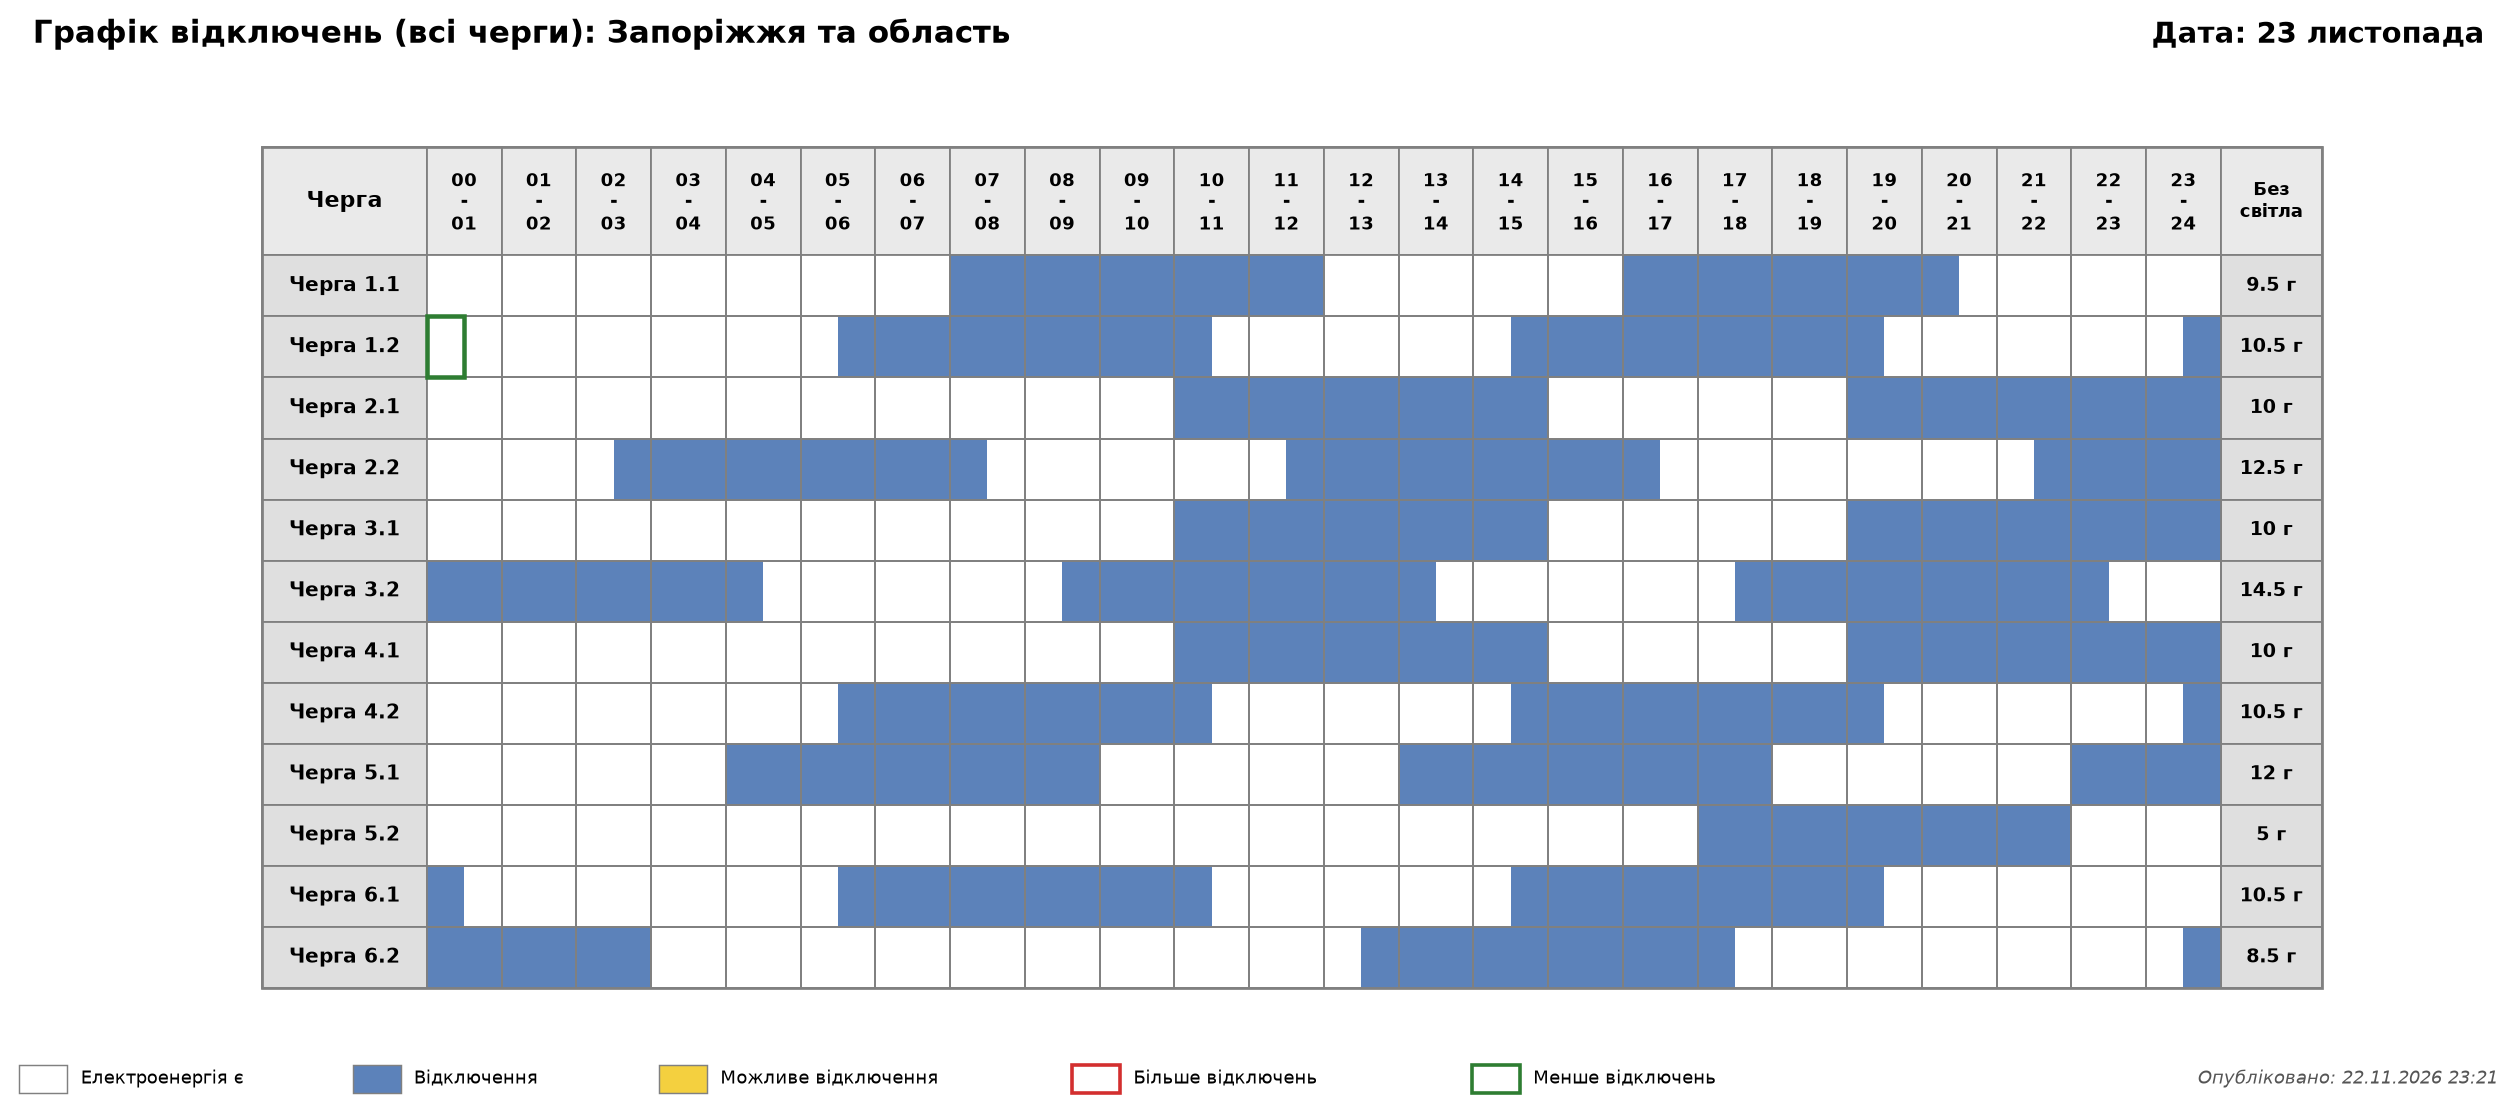 Графік відключень (всі черги): Запоріжжя та область
Дата: 23 листопада
Черга 00 - 01 01 - 02 02 - 03 03 - 04 04 - 05 05 - 06 06 - 07 07 - 08 08 - 09 09 - 10 10 - 11 11 - 12 12 - 13 13 - 14 14 - 15 15 - 16 16 - 17 17 - 18 18 - 19 19 - 20 20 - 21 21 - 22 22 - 23 23 - 24 Без світла
Черга 1.1 9.5 г
Черга 1.2 10.5 г
Черга 2.1 10 г
Черга 2.2 12.5 г
Черга 3.1 10 г
Черга 3.2 14.5 г
Черга 4.1 10 г
Черга 4.2 10.5 г
Черга 5.1 12 г
Черга 5.2 5 г
Черга 6.1 10.5 г
Черга 6.2 8.5 г
Електроенергія є
Відключення
Можливе відключення
Більше відключень
Менше відключень
Опубліковано: 22.11.2026 23:21